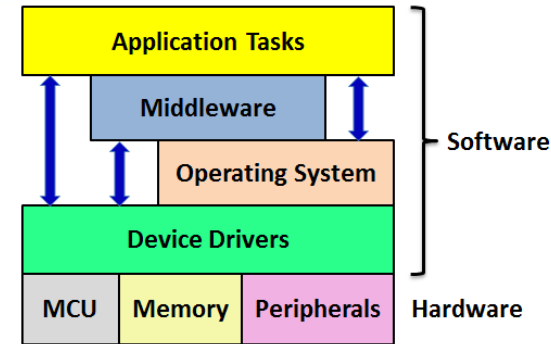 Application Tasks
Middleware
Software
Operating System
Device Drivers
MCU
Memory
Peripherals
Hardware